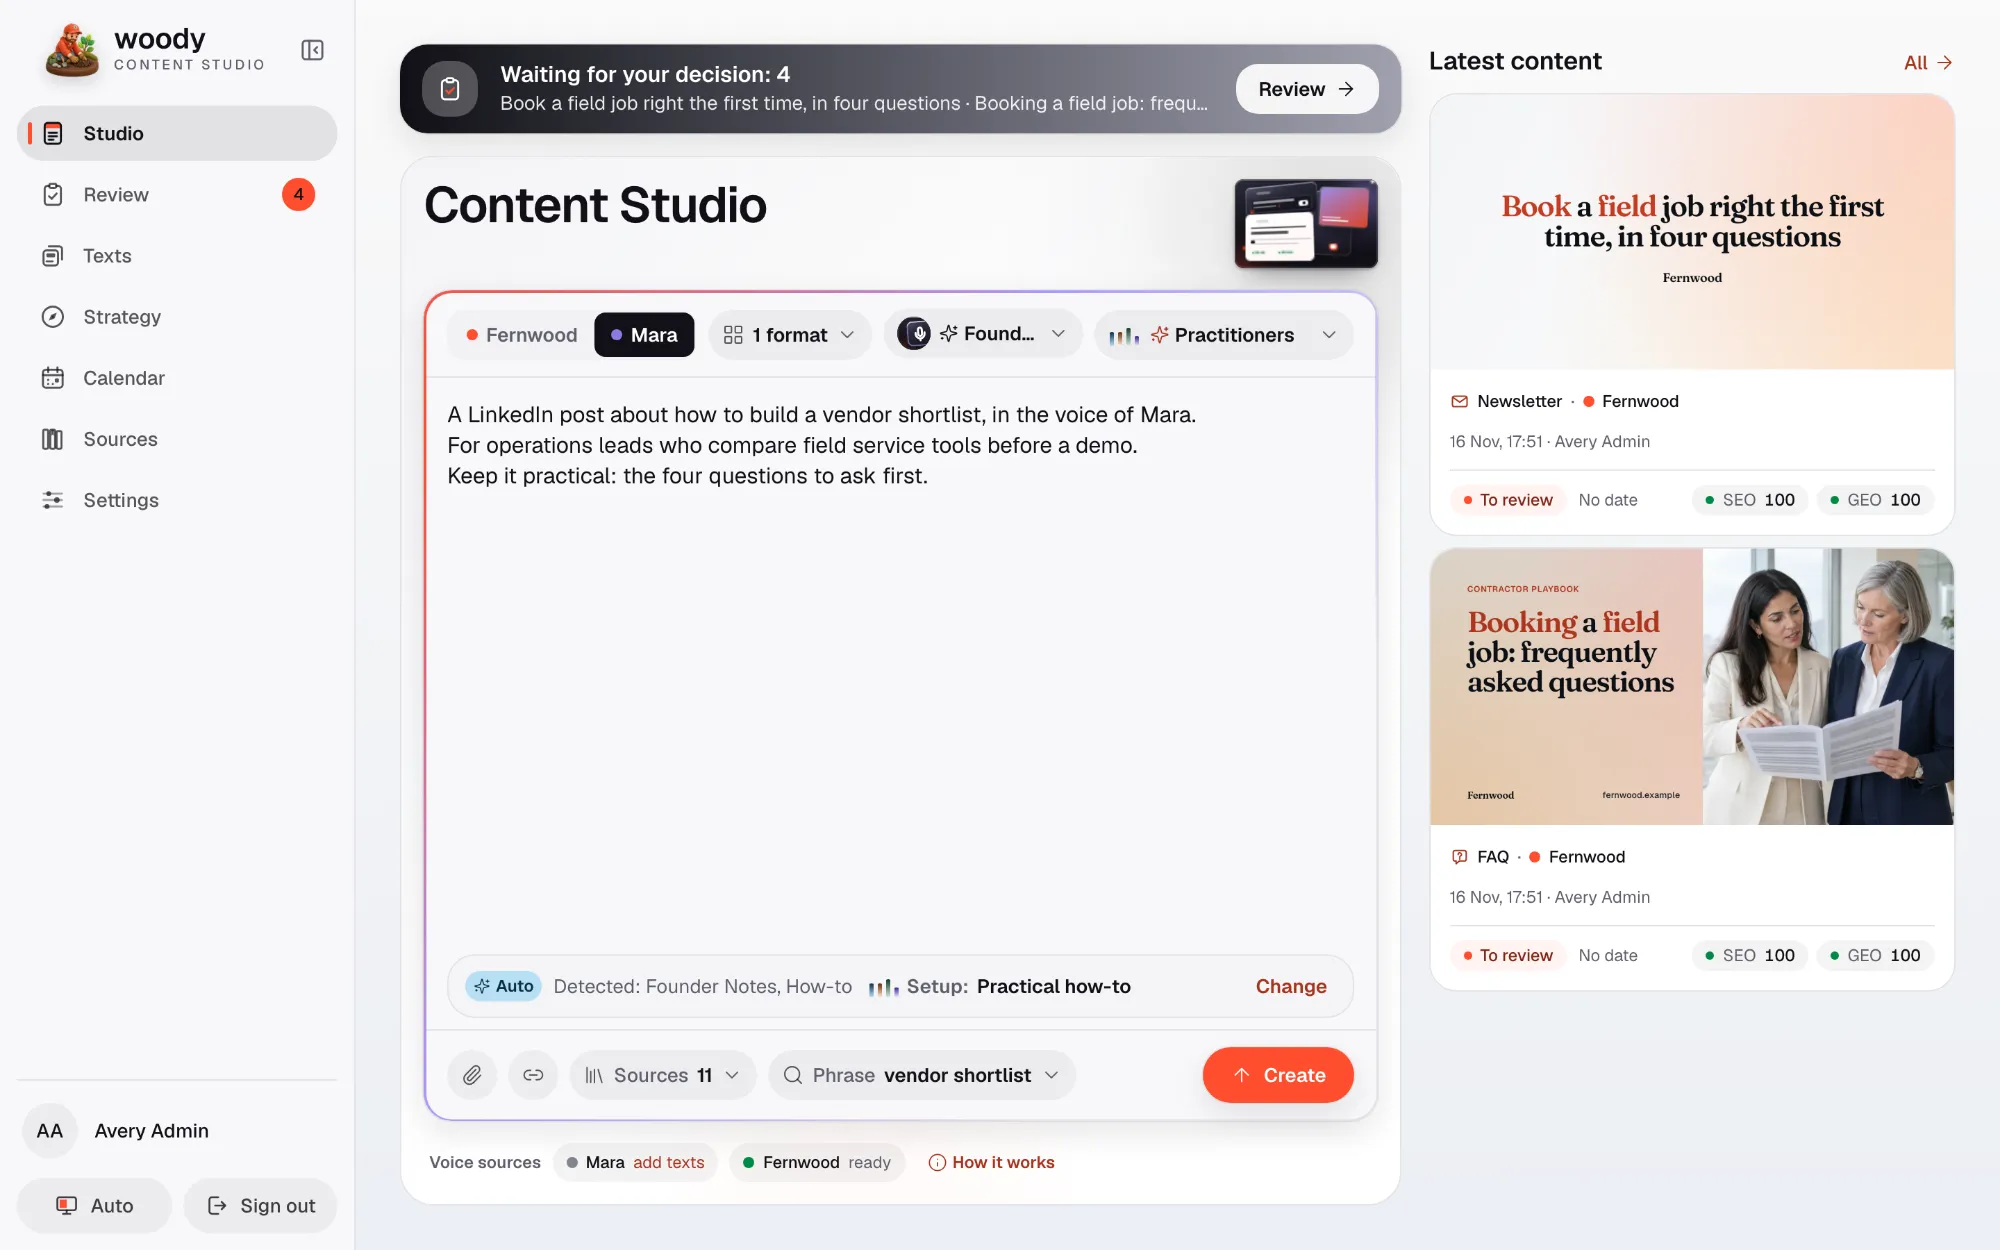 woody
CONTENT STUDIO
Studio
Review
4
Texts
Strategy
Calendar
Sources
Settings
AA
Avery Admin
Auto
Sign out
Waiting for your decision: 4
Book a field job right the first time, in four questions · Booking a field job: frequ...
Review
Content Studio
Fernwood
Mara
1 format
Found...
Practitioners
A LinkedIn post about how to build a vendor shortlist, in the voice of Mara.
For operations leads who compare field service tools before a demo.
Keep it practical: the four questions to ask first.
Auto
Detected: Founder Notes, How-to
Setup: Practical how-to
Change
Sources 11
Phrase vendor shortlist
Create
Voice sources
Mara add texts
Fernwood ready
How it works
Latest content
All
Book a field job right the first
time, in four questions
Fernwood
Newsletter · Fernwood
16 Nov, 17:51 · Avery Admin
To review
No date
SEO 100
GEO 100
CONTRACTOR PLAYBOOK
Booking a field
job: frequently
asked questions
Fernwood
fernwood.example
FAQ · Fernwood
16 Nov, 17:51 · Avery Admin
To review
No date
SEO 100
GEO 100